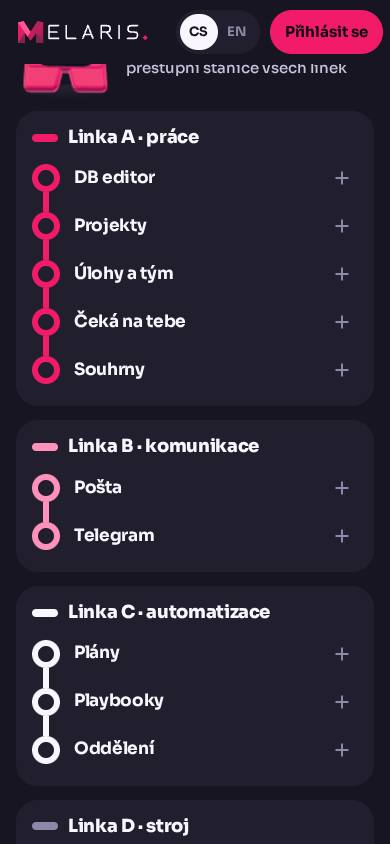 MELARIS.
CS EN
Přihlásit se
přestupní stanice všech linek
Linka A · práce
DB editor
Projekty
Úlohy a tým
Čeká na tebe
Souhrny
Linka B · komunikace
Pošta
Telegram
Linka C · automatizace
Plány
Playbooky
Oddělení
Linka D · stroj